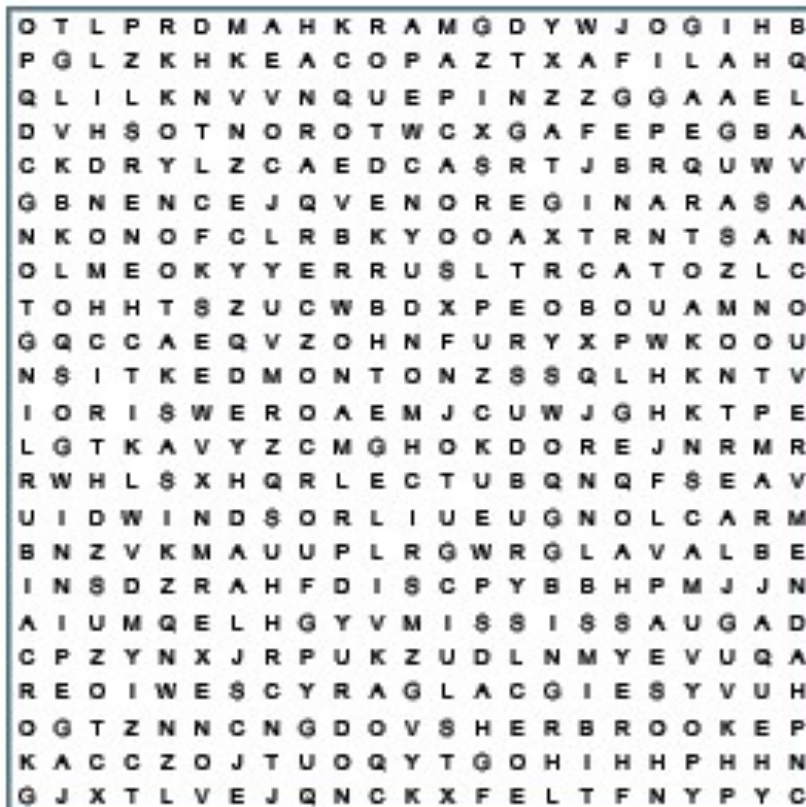 O T L P R D M A H K R A M G D Y W J O G I H B
P G L Z K H K E A C O P A Z T X A F I L A H Q
Q L I L K N V V N Q U E P I N Z Z G G A A E L
D V H S O T N O R O T W C X G A F E P E G B A
C K D R Y L Z C A E D C A S R T J B R Q U W V
G B N E N C E J Q V E N O R E G I N A R A S A
N K O N O F C L R B K Y O O A X T R N T S A N
O L M E O K Y Y E R R U S L T R C A T O Z L C
T O H H T S Z U C W B D X P E O B O U A M N O
G Q C C A E Q V Z O H N F U R Y X P W K O O U
N S I T K E D M O N T O N Z S S Q L H K N T V
I O R I S W E R O A E M J C U W J G H K T P E
L G T K A V Y Z C M G H O K D O R E J N R M R
R W H L S X H Q R L E C T U B Q N Q F S E A V
U I D W I N D S O R L I U E U G N O L C A R M
B N Z V K M A U U P L R G W R G L A V A L B E
I N S D Z R A H F D I S C P Y B B H P M J J N
A I U M Q E L H G Y V M I S S I S S A U G A D
C P Z Y N X J R P U K Z U D L N M Y E V U Q A
R E O I W E S C Y R A G L A C G I E S Y V U H
O G T Z N N C N G D O V S H E R B R O O K E P
K A C C Z O J T U O Q Y T G O H I H H P H H N
G J X T L V E J Q N C K X F E L T F N Y P Y C